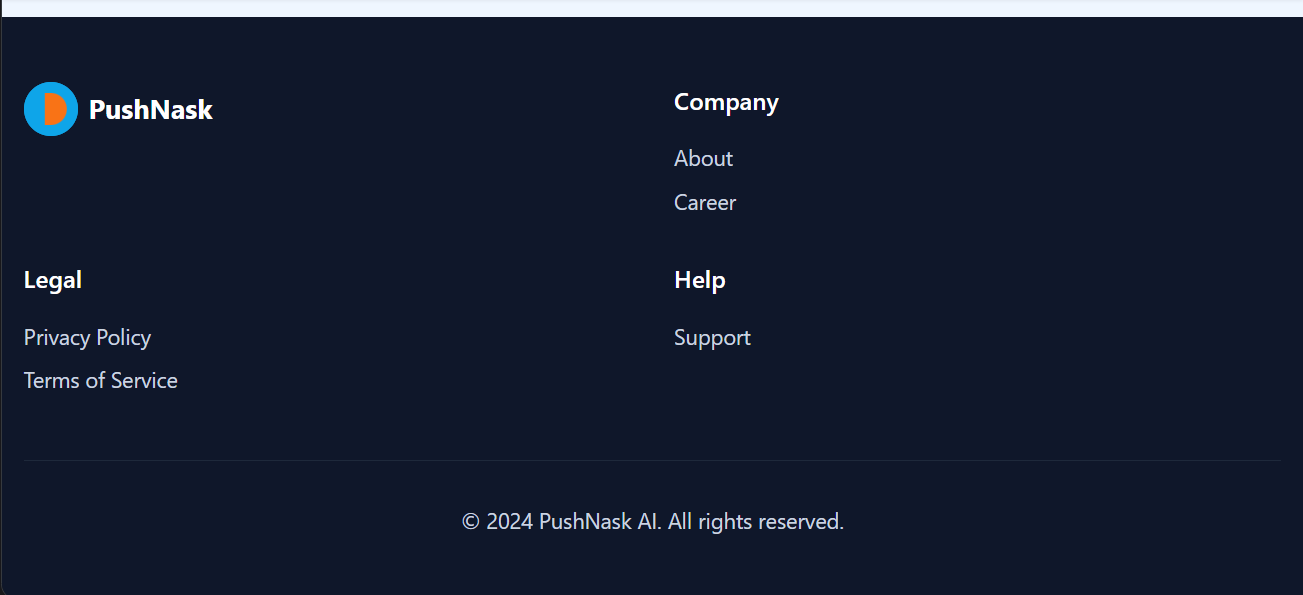 PushNask
Company
About
Career
Legal
Privacy Policy
Terms of Service
Help
Support
© 2024 PushNask AI. All rights reserved.